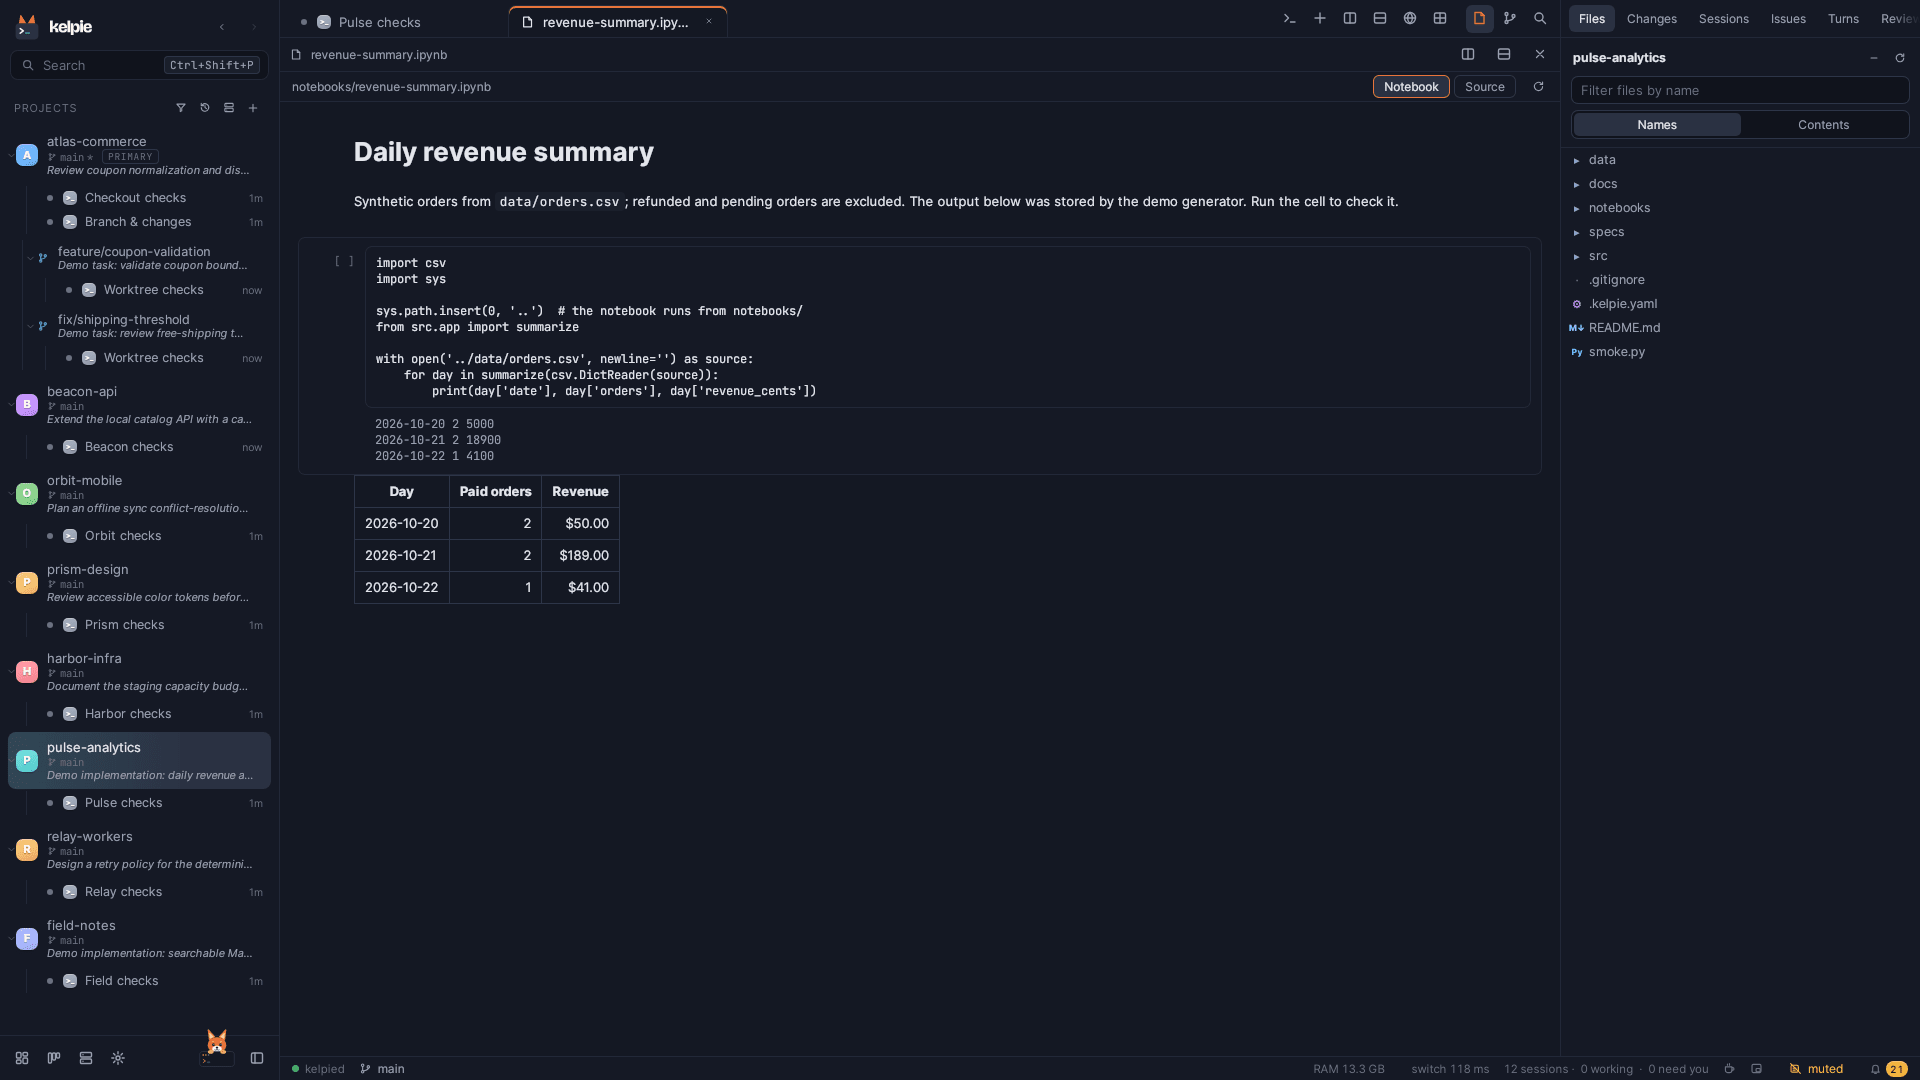 kelpie
Search
Ctrl+Shift+P
PROJECTS
A
atlas-commerce
main★
PRIMARY
Review coupon normalization and dis...
Checkout checks
1m
Branch & changes
1m
feature/coupon-validation
Demo task: validate coupon bound...
Worktree checks
now
fix/shipping-threshold
Demo task: review free-shipping t...
Worktree checks
now
B
beacon-api
main
Extend the local catalog API with a ca...
Beacon checks
now
O
orbit-mobile
main
Plan an offline sync conflict-resolutio...
Orbit checks
1m
P
prism-design
main
Review accessible color tokens befor...
Prism checks
1m
H
harbor-infra
main
Document the staging capacity budg...
Harbor checks
1m
P
pulse-analytics
main
Demo implementation: daily revenue a...
Pulse checks
1m
R
relay-workers
main
Design a retry policy for the determini...
Relay checks
1m
F
field-notes
main
Demo implementation: searchable Ma...
Field checks
1m
Pulse checks
revenue-summary.ipy... ×
revenue-summary.ipynb
notebooks/revenue-summary.ipynb
Notebook
Source
Daily revenue summary
Synthetic orders from data/orders.csv; refunded and pending orders are excluded. The output below was stored by the demo generator. Run the cell to check it.
[ ]
import csv
import sys
sys.path.insert(0, '..')  # the notebook runs from notebooks/
from src.app import summarize
with open('../data/orders.csv', newline='') as source:
    for day in summarize(csv.DictReader(source)):
        print(day['date'], day['orders'], day['revenue_cents'])
2026-10-20 2 5000
2026-10-21 2 18900
2026-10-22 1 4100
Day Paid orders Revenue
2026-10-20 2 $50.00
2026-10-21 2 $189.00
2026-10-22 1 $41.00
Files Changes Sessions Issues Turns Review
pulse-analytics
Filter files by name
Names
Contents
data
docs
notebooks
specs
src
.gitignore
.kelpie.yaml
M↓ README.md
Py smoke.py
kelpied
main
RAM 13.3 GB
switch 118 ms
12 sessions · 0 working · 0 need you
muted
21